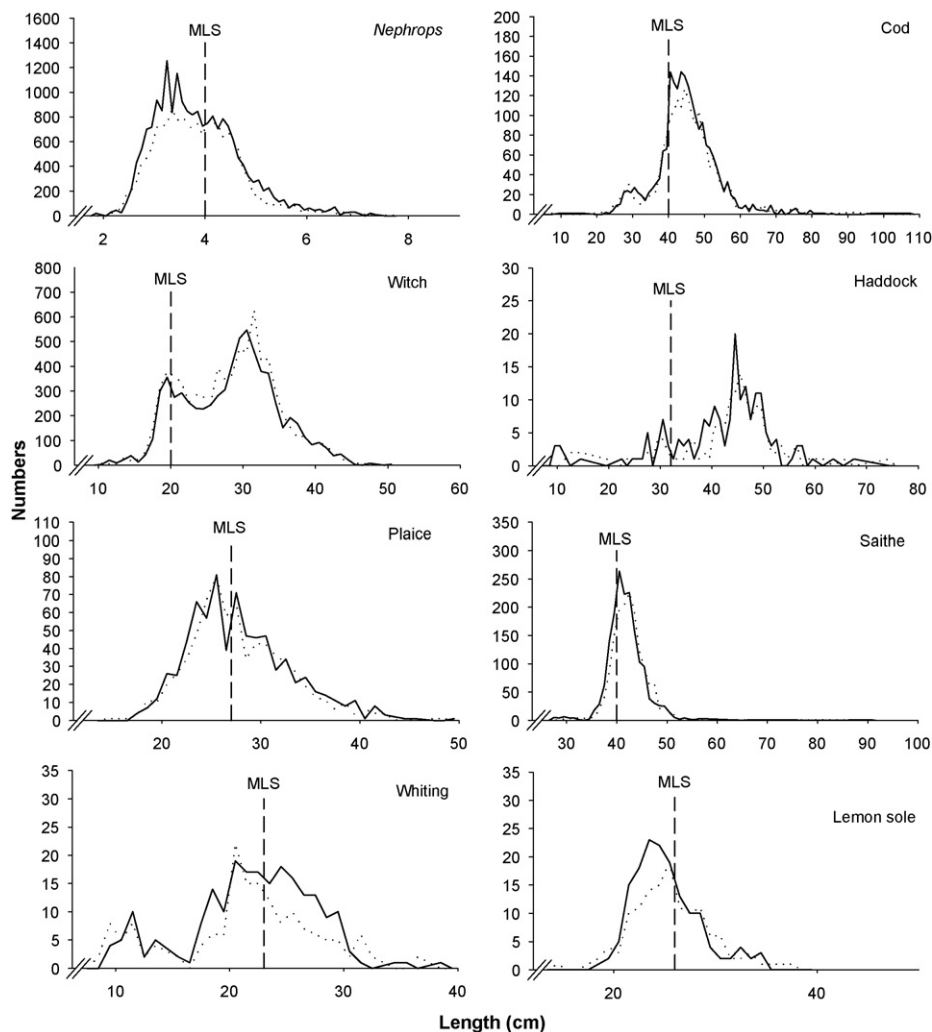 Numbers
1600
1400
1200
1000
800
600
400
200
0
MLS
Nephrops
2 4 6 8
200
180
160
140
120
100
80
60
40
20
0
MLS
Cod
10 20 30 40 50 60 70 80 90 100 110
800
700
600
500
400
300
200
100
0
MLS
Witch
10 20 30 40 50 60
30
25
20
15
10
5
0
MLS
Haddock
10 20 30 40 50 60 70 80
110
100
90
80
70
60
50
40
30
20
10
0
MLS
Plaice
20 30 40 50
350
300
250
200
150
100
50
0
MLS
Saithe
30 40 50 60 70 80 90 100
35
30
25
20
15
10
5
0
MLS
Whiting
10 20 30 40
35
30
25
20
15
10
5
0
MLS
Lemon sole
20 40
Length (cm)